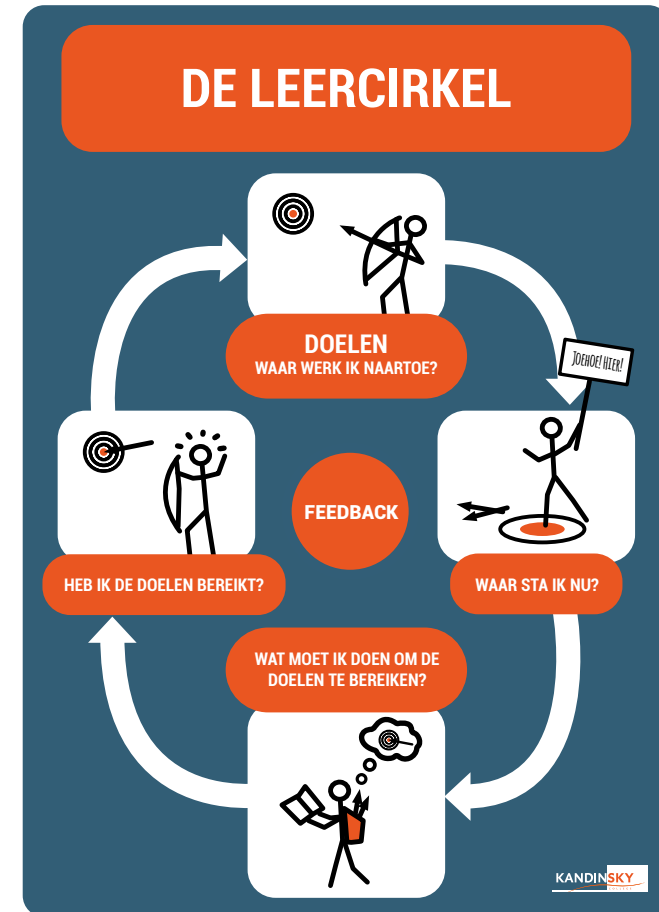 DE LEERCIRKEL
DOELEN
WAAR WERK IK NAARTOE?
JOEHOE! HIER!
FEEDBACK
HEB IK DE DOELEN BEREIKT?
WAAR STA IK NU?
WAT MOET IK DOEN OM DE
DOELEN TE BEREIKEN?
KANDINSKY